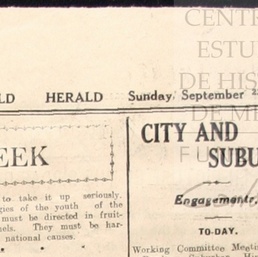 CENTR
ESTU
DE HIS
DE M
LD HERALD Sunday, September 2
EEK
to take it up seriously.
gies of the youth of the
must be directed in fruit-
nels. They must be har-
national causes.
CITY AND
SUBU
FU
Engagements,
TO-DAY.
Working Committee Meeti